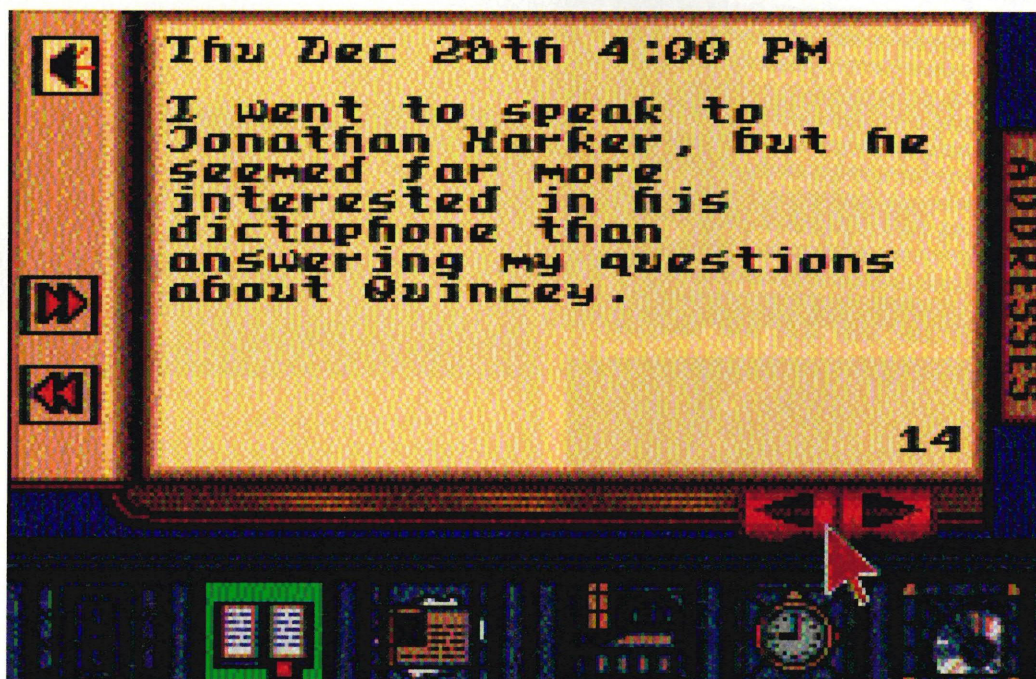 Thu Dec 28th 4:00 PM
I went to speak to
Jonathan Harker, but he
seemed far more
interested in his
dictaphone than
answering my questions
about Quincey.
14
ADDRESSES